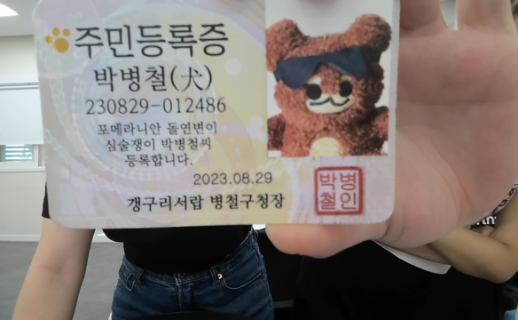 주민등록증
박병철(犬)
230829-012486
포메라니안 돌연변이
심술쟁이 박병철씨
등록합니다.
2023.08.29
갱구리서랍 병철구청장
박병
철인